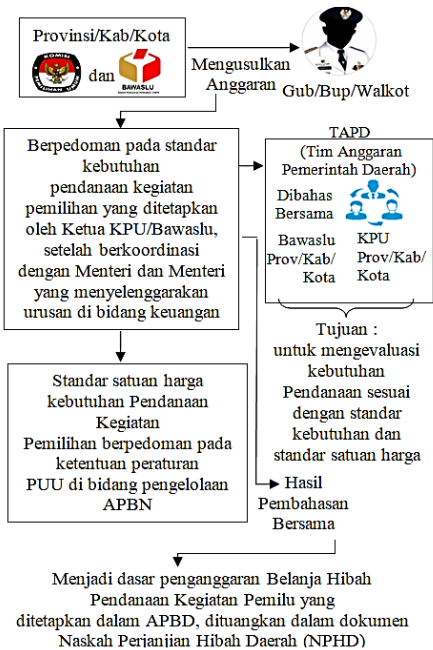 Provinsi/Kab/Kota
KOMISI
PEMILIHAN UMUM
dan
BAWASLU
Mengusulkan
Anggaran
Gub/Bup/Walkot
Berpedoman pada standar
kebutuhan
pendanaan kegiatan
pemilihan yang ditetapkan
oleh Ketua KPU/Bawaslu,
setelah berkoordinasi
dengan Menteri dan Menteri
yang menyelenggarakan
urusan di bidang keuangan
TAPD
(Tim Anggaran
Pemerintah Daerah)
Dibahas
Bersama
Bawaslu
Prov/Kab/
Kota
KPU
Prov/Kab/
Kota
Tujuan :
untuk mengevaluasi
kebutuhan
Pendanaan sesuai
dengan standar
kebutuhan dan
standar satuan harga
Standar satuan harga
kebutuhan Pendanaan
Kegiatan
Pemilihan berpedoman pada
ketentuan peraturan
PUU di bidang pengelolaan
APBN
Hasil
Pembahasan
Bersama
Menjadi dasar penganggaran Belanja Hibah
Pendanaan Kegiatan Pemilu yang
ditetapkan dalam APBD, dituangkan dalam dokumen
Naskah Perjanjian Hibah Daerah (NPHD)